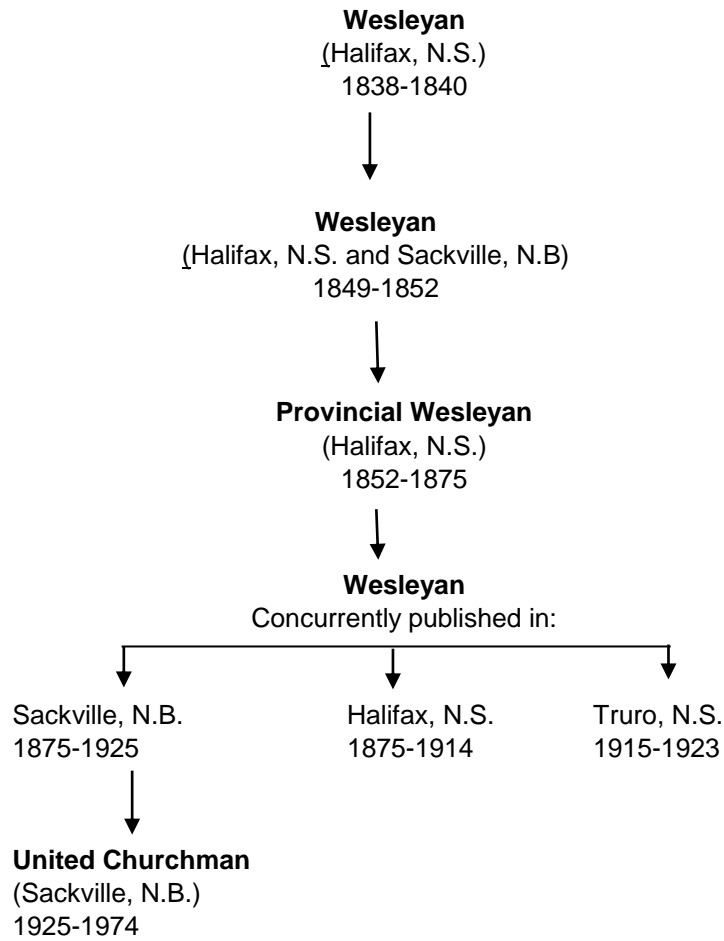 Wesleyan
(Halifax, N.S.)
1838-1840
Wesleyan
(Halifax, N.S. and Sackville, N.B)
1849-1852
Provincial Wesleyan
(Halifax, N.S.)
1852-1875
Wesleyan
Concurrently published in:
Sackville, N.B.
1875-1925
Halifax, N.S.
1875-1914
Truro, N.S.
1915-1923
United Churchman
(Sackville, N.B.)
1925-1974